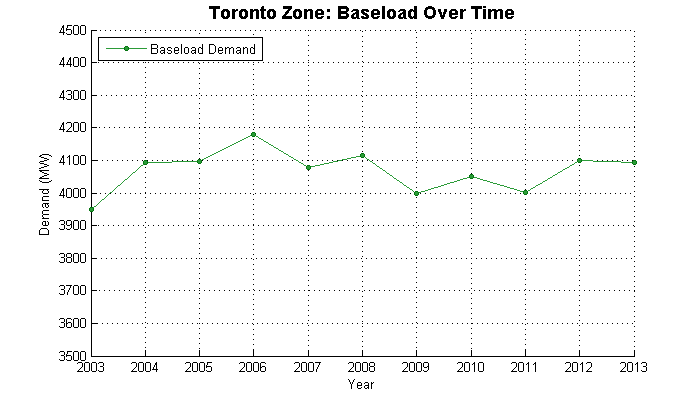 Toronto Zone: Baseload Over Time
4500
Baseload Demand
4400
4300
4200
4100
4000
3900
3800
3700
3600
3500
Demand (MW)
2003 2004 2005 2006 2007 2008 2009 2010 2011 2012 2013
Year